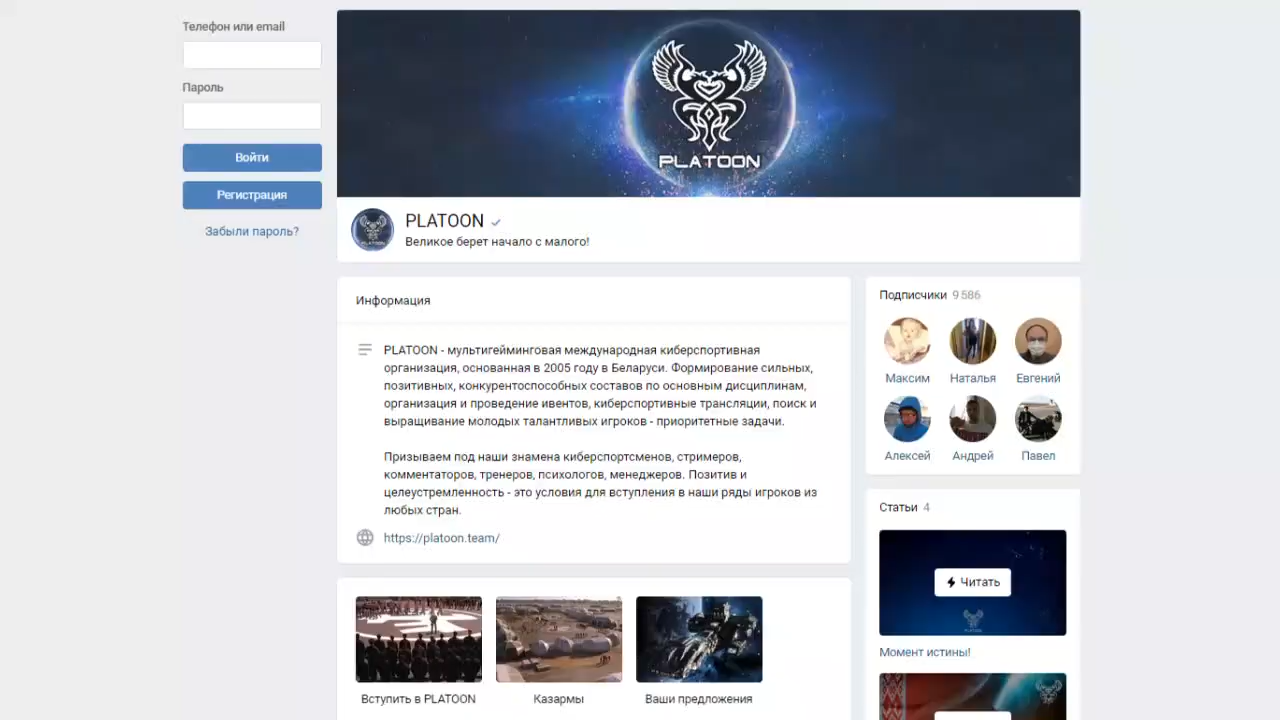 Телефон или email
Пароль
Войти
Регистрация
Забыли пароль?
PLATOON
PLATOON
PLATOON
Великое берет начало с малого!
Информация
PLATOON - мультигейминговая международная киберспортивная
организация, основанная в 2005 году в Беларуси. Формирование сильных,
позитивных, конкурентоспособных составов по основным дисциплинам,
организация и проведение ивентов, киберспортивные трансляции, поиск и
выращивание молодых талантливых игроков - приоритетные задачи.
Призываем под наши знамена киберспортсменов, стримеров,
комментаторов, тренеров, психологов, менеджеров. Позитив и
целеустремленность - это условия для вступления в наши ряды игроков из
любых стран.
https://platoon.team/
Вступить в PLATOON
Казармы
Ваши предложения
Подписчики 9 586
Максим
Наталья
Евгений
Алексей
Андрей
Павел
Статьи 4
Читать
PLATOON
Момент истины!